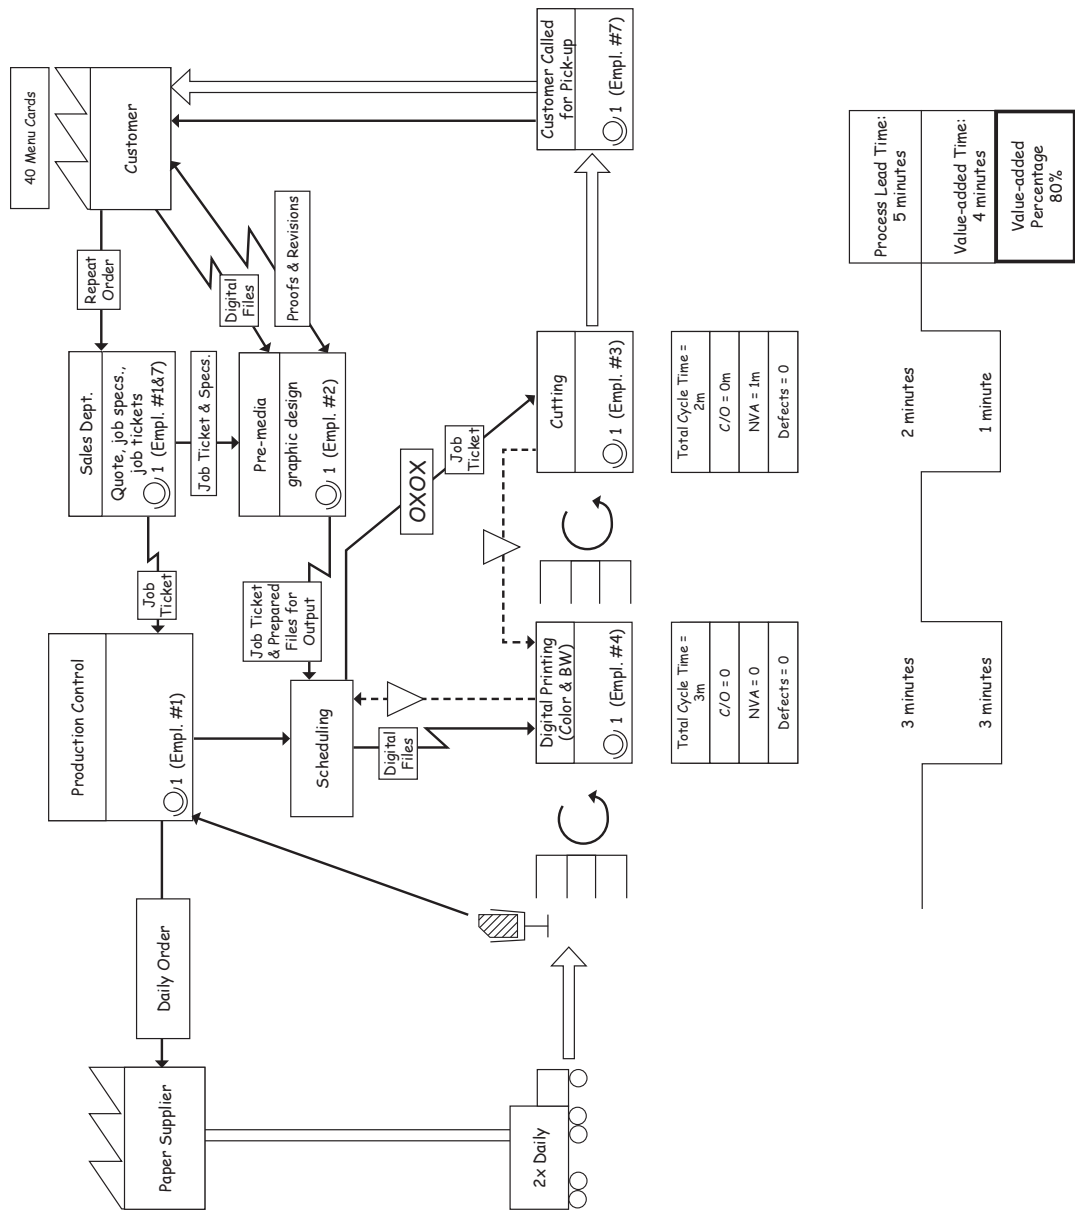 Paper Supplier
Daily Order
Production Control
1 (Empl. #1)
Job
Ticket
Sales Dept.
Quote, job specs.,
job tickets
1 (Empl. #1&7)
Repeat
Order
40 Menu Cards
Customer
Job Ticket & Specs.
Pre-media
graphic design
1 (Empl. #2)
Digital
Files
Proofs & Revisions
Job Ticket
& Prepared
Files for
Output
Scheduling
Digital
Files
OXOX
Job
Ticket
2x Daily
Digital Printing
(Color & BW)
1 (Empl. #4)
Cutting
1 (Empl. #3)
Customer Called
for Pick-up
1 (Empl. #7)
Total Cycle Time =
3m
C/O = 0
NVA = 0
Defects = 0
Total Cycle Time =
2m
C/O = 0m
NVA = 1m
Defects = 0
3 minutes
3 minutes
2 minutes
1 minute
Process Lead Time:
5 minutes
Value-added Time:
4 minutes
Value-added
Percentage
80%